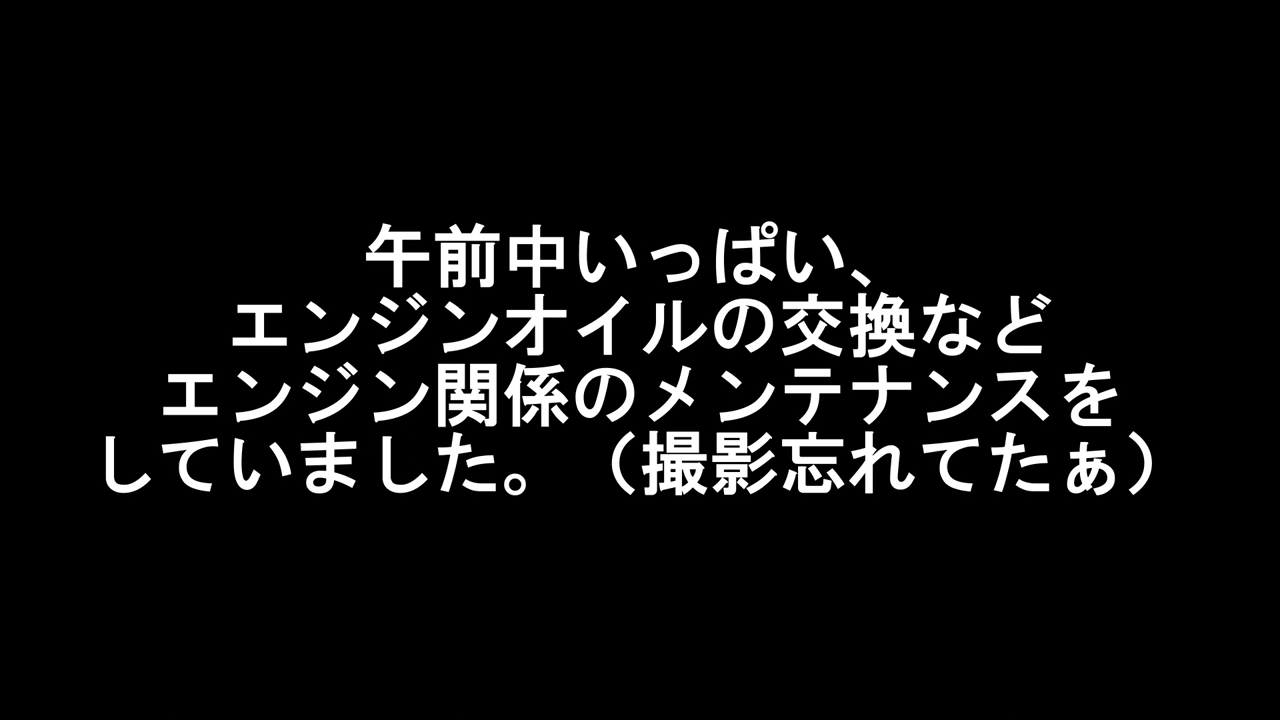 午前中いっぱい、
エンジンオイルの交換など
エンジン関係のメンテナンスを
していました。（撮影忘れてたぁ）